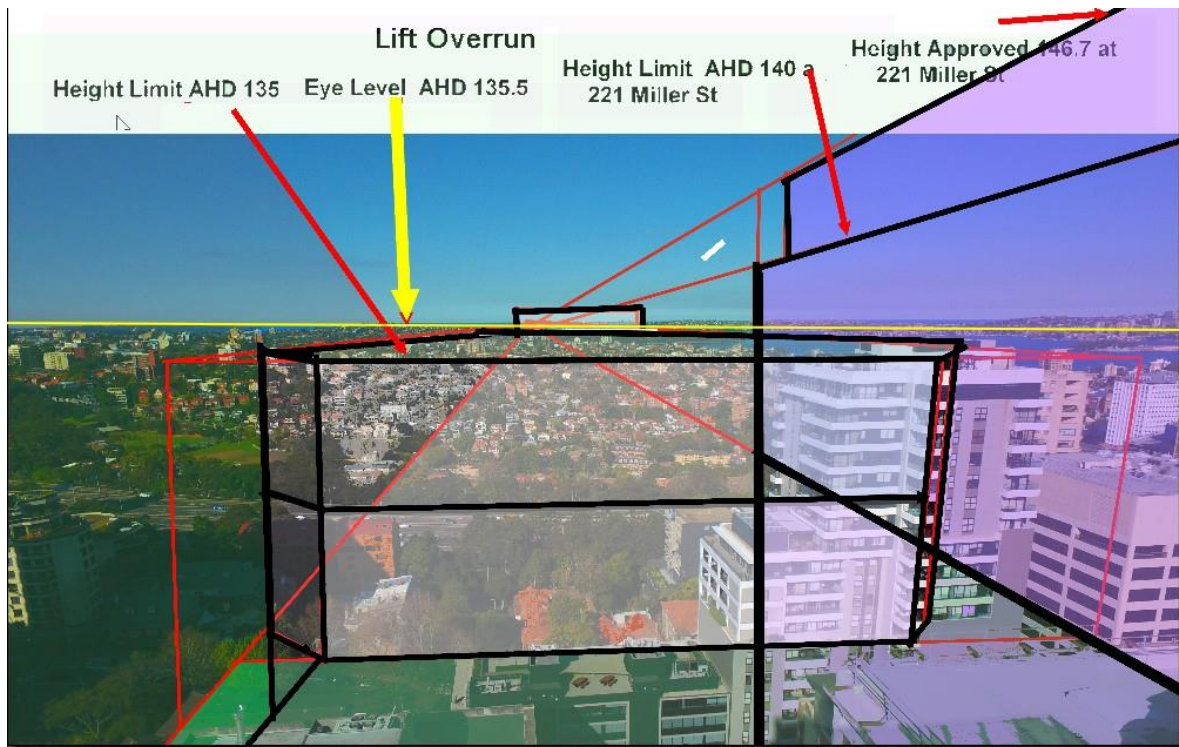 Lift Overrun
Height Limit AHD 135
Eye Level AHD 135.5
Height Limit AHD 140 a
221 Miller St
Height Approved 146.7 at
221 Miller St